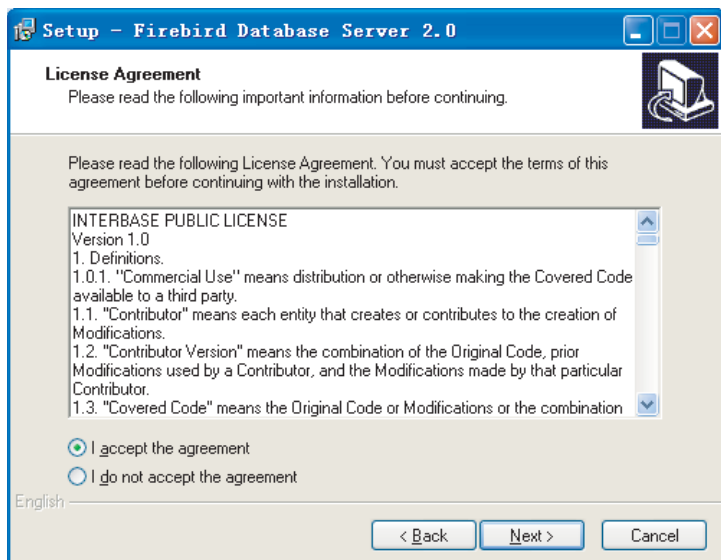 Setup - Firebird Database Server 2.0
License Agreement
Please read the following important information before continuing.
Please read the following License Agreement. You must accept the terms of this
agreement before continuing with the installation.
INTERBASE PUBLIC LICENSE
Version 1.0
1. Definitions.
1.0.1. "Commercial Use" means distribution or otherwise making the Covered Code
available to a third party.
1.1. "Contributor" means each entity that creates or contributes to the creation of
Modifications.
1.2. "Contributor Version" means the combination of the Original Code, prior
Modifications used by a Contributor, and the Modifications made by that particular
Contributor.
1.3. "Covered Code" means the Original Code or Modifications or the combination
I accept the agreement
I do not accept the agreement
English
< Back
Next >
Cancel